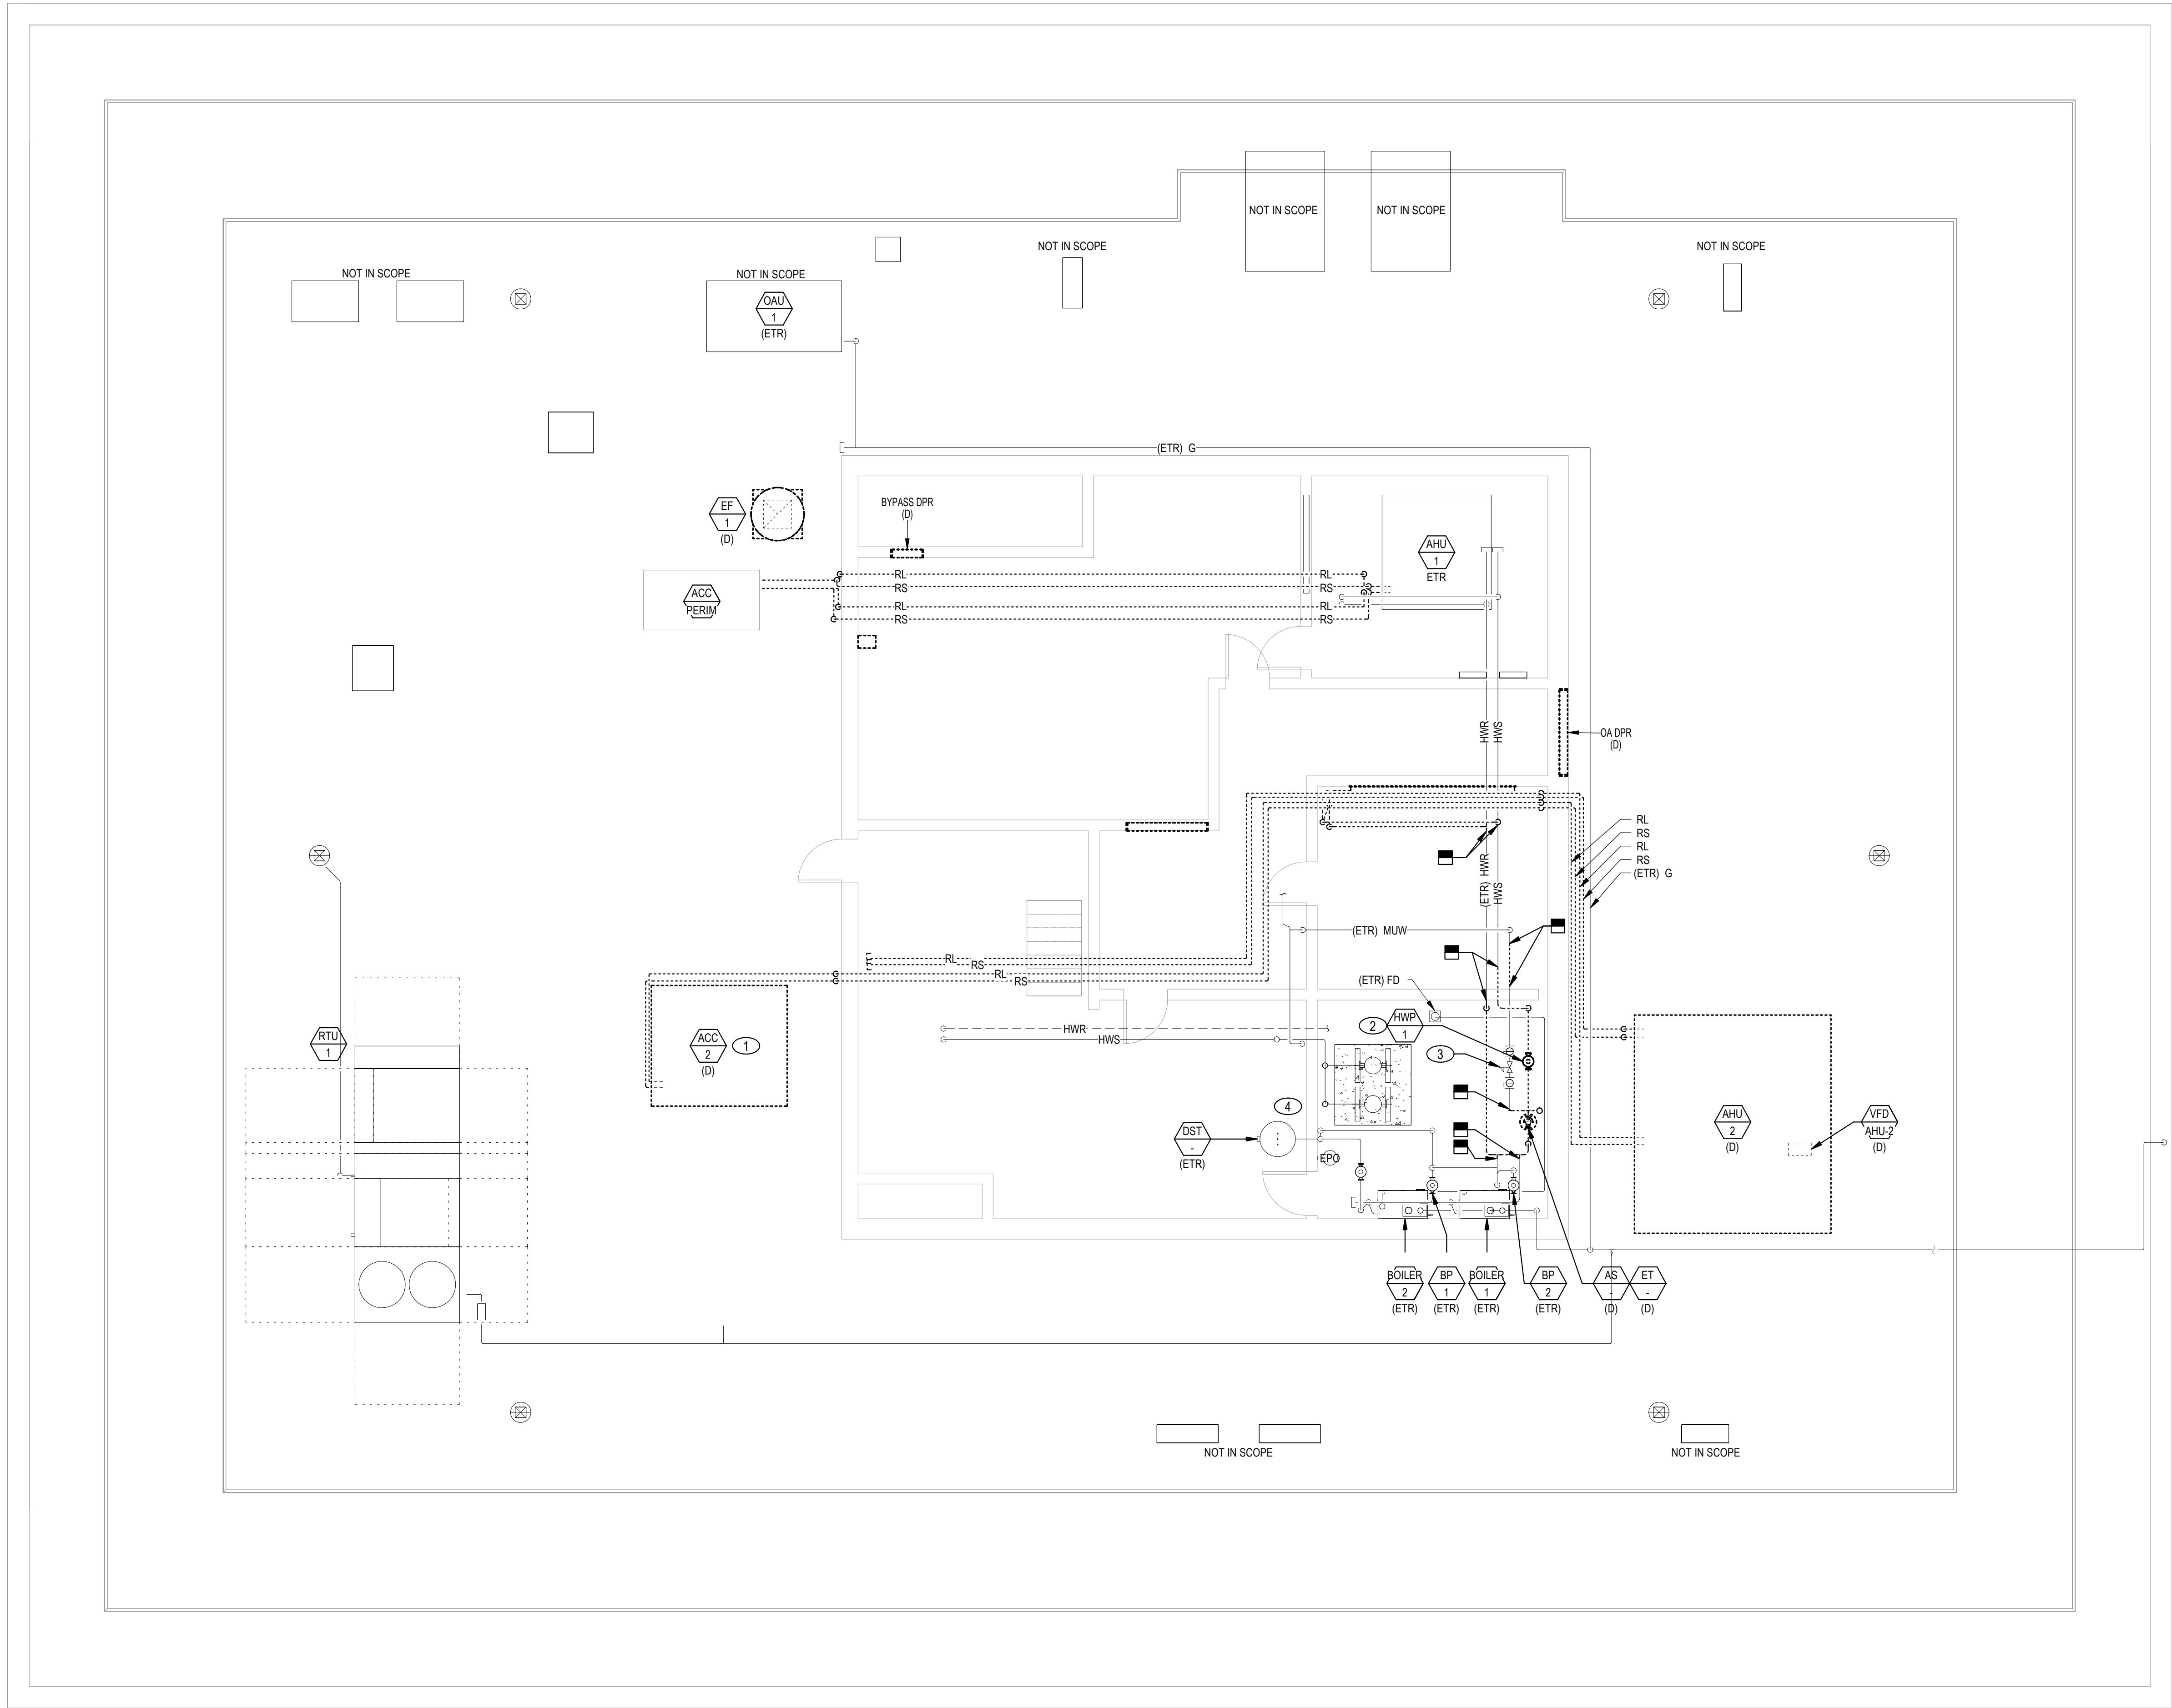 NOT IN SCOPE
NOT IN SCOPE
NOT IN SCOPE
NOT IN SCOPE
NOT IN SCOPE
NOT IN SCOPE
OAU
1
(ETR)
(ETR) G
EF
1
(D)
BYPASS DPR
(D)
AHU
1
ETR
ACC
PERIM
RL
RS
RL
RS
RL
RS
RL
RS
HWR
HWS
OA DPR
(D)
RL
RS
RL
RS
(ETR) G
(ETR) HWR
HWS
(ETR) MUW
RL
RS
RL
RS
(ETR) FD
HWP
1
2
3
HWR
HWS
RTU
1
ACC
2
(D)
1
4
DST
-
(ETR)
EPO
AHU
2
(D)
VFD
AHU-2
(D)
BOILER
2
(ETR)
BP
1
(ETR)
BOILER
1
(ETR)
BP
2
(ETR)
AS
-
(D)
ET
-
(D)
NOT IN SCOPE
NOT IN SCOPE